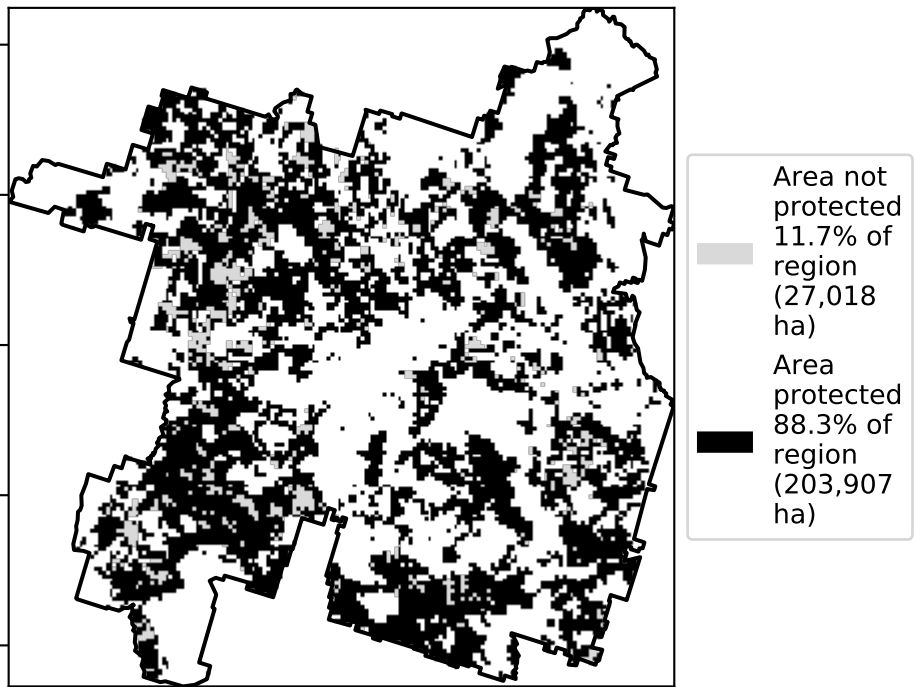 Area not
protected
11.7% of
region
(27,018
ha)
Area
protected
88.3% of
region
(203,907
ha)